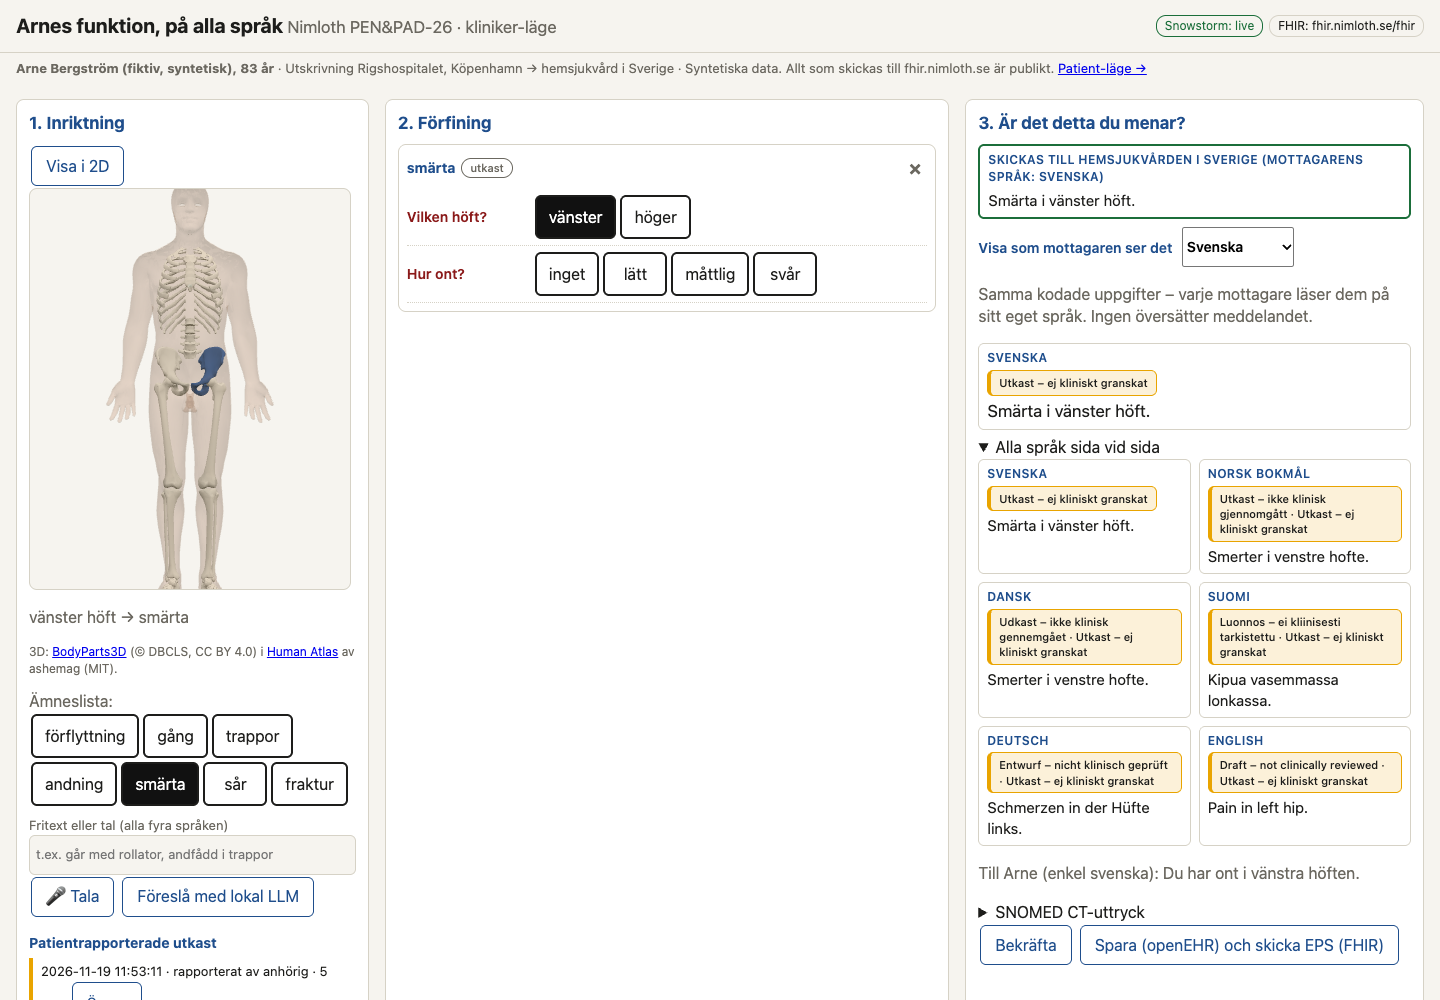 Arnes funktion, på alla språk Nimloth PEN&PAD-26 · kliniker-läge
Snowstorm: live
FHIR: fhir.nimloth.se/fhir
Arne Bergström (fiktiv, syntetisk), 83 år · Utskrivning Rigshospitalet, Köpenhamn → hemsjukvård i Sverige · Syntetiska data. Allt som skickas till fhir.nimloth.se är publikt. Patient-läge →
1. Inriktning
Visa i 2D
vänster höft → smärta
3D: BodyParts3D (© DBCLS, CC BY 4.0) i Human Atlas av
ashemag (MIT).
Ämneslista:
förflyttning gång trappor
andning smärta sår fraktur
Fritext eller tal (alla fyra språken)
t.ex. går med rollator, andfådd i trappor
🎤 Tala
Föreslå med lokal LLM
Patientrapporterade utkast
2026-11-19 11:53:11 · rapporterat av anhörig · 5
2. Förfining
smärta utkast ×
Vilken höft? vänster höger
Hur ont? inget lätt måttlig svår
3. Är det detta du menar?
SKICKAS TILL HEMSJUKVÅRDEN I SVERIGE (MOTTAGARENS
SPRÅK: SVENSKA)
Smärta i vänster höft.
Visa som mottagaren ser det Svenska
Samma kodade uppgifter – varje mottagare läser dem på
sitt eget språk. Ingen översätter meddelandet.
SVENSKA
Utkast – ej kliniskt granskat
Smärta i vänster höft.
▼ Alla språk sida vid sida
SVENSKA
Utkast – ej kliniskt granskat
Smärta i vänster höft.
NORSK BOKMÅL
Utkast – ikke klinisk
gjennomgått · Utkast – ej
kliniskt granskat
Smerter i venstre hofte.
DANSK
Udkast – ikke klinisk
gennemgået · Utkast – ej
kliniskt granskat
Smerter i venstre hofte.
SUOMI
Luonnos – ei kliinisesti
tarkistettu · Utkast – ej kliniskt
granskat
Kipua vasemmassa
lonkassa.
DEUTSCH
Entwurf – nicht klinisch geprüft
· Utkast – ej kliniskt granskat
Schmerzen in der Hüfte
links.
ENGLISH
Draft – not clinically reviewed ·
Utkast – ej kliniskt granskat
Pain in left hip.
Till Arne (enkel svenska): Du har ont i vänstra höften.
▶ SNOMED CT-uttryck
Bekräfta
Spara (openEHR) och skicka EPS (FHIR)